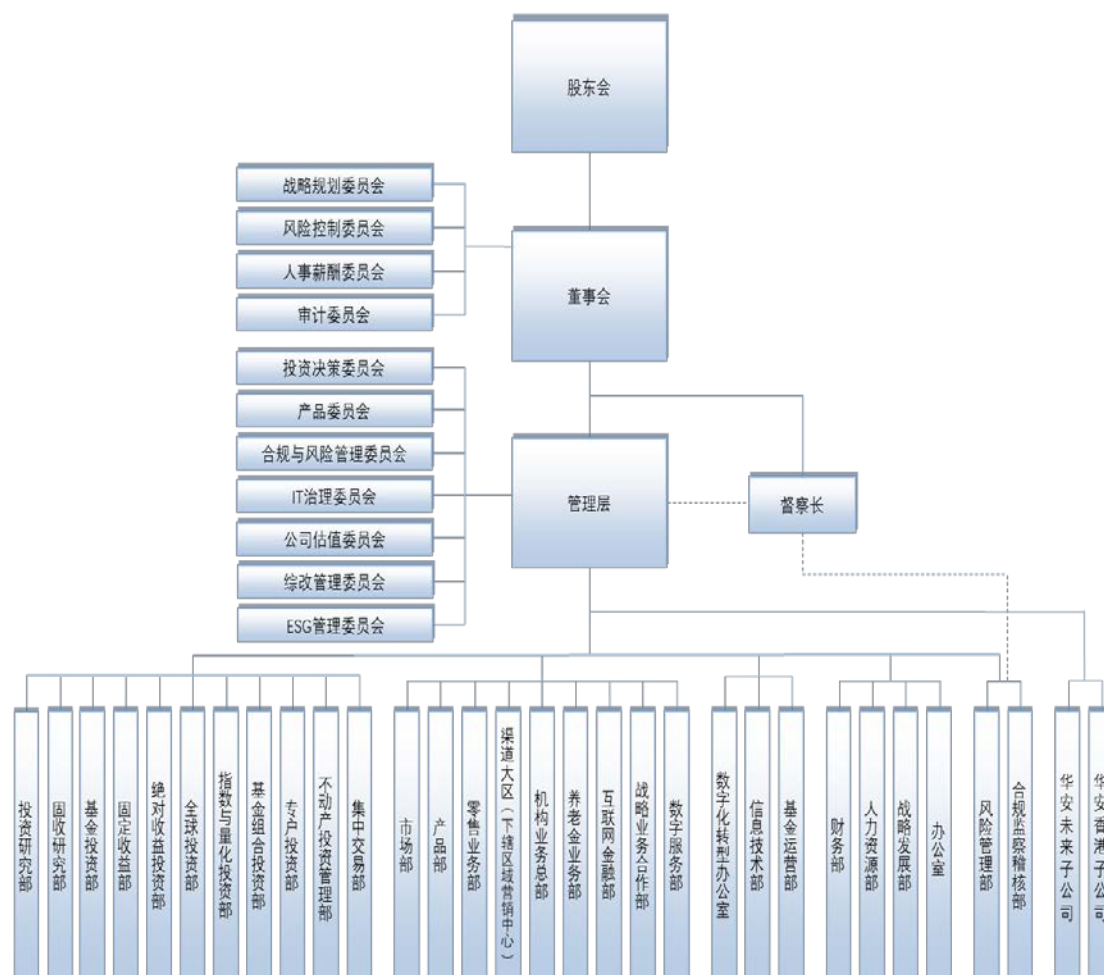 股东会
战略规划委员会
风险控制委员会
人事薪酬委员会
审计委员会
董事会
投资决策委员会
产品委员会
合规与风险管理委员会
IT治理委员会
公司估值委员会
综改管理委员会
ESG管理委员会
管理层
督察长
投资研究部
固收研究部
基金投资部
固定收益部
绝对收益投资部
全球投资部
指数与量化投资部
基金组合投资部
专户投资部
不动产投资管理部
集中交易部
市场部
产品部
零售业务部
渠道大区（下辖区域营销中心）
机构业务总部
养老金业务部
互联网金融部
战略业务合作部
数字服务部
数字化转型办公室
信息技术部
基金运营部
财务部
人力资源部
战略发展部
办公室
风险管理部
合规监察稽核部
华安未来子公司
华安香港子公司